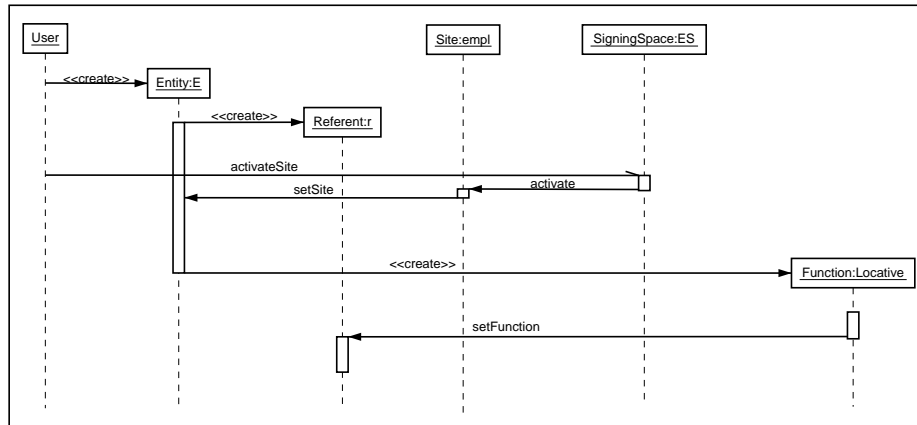 User
Site:empl
SigningSpace:ES
<<create>>
Entity:E
<<create>>
Referent:r
activateSite
activate
setSite
<<create>>
Function:Locative
setFunction